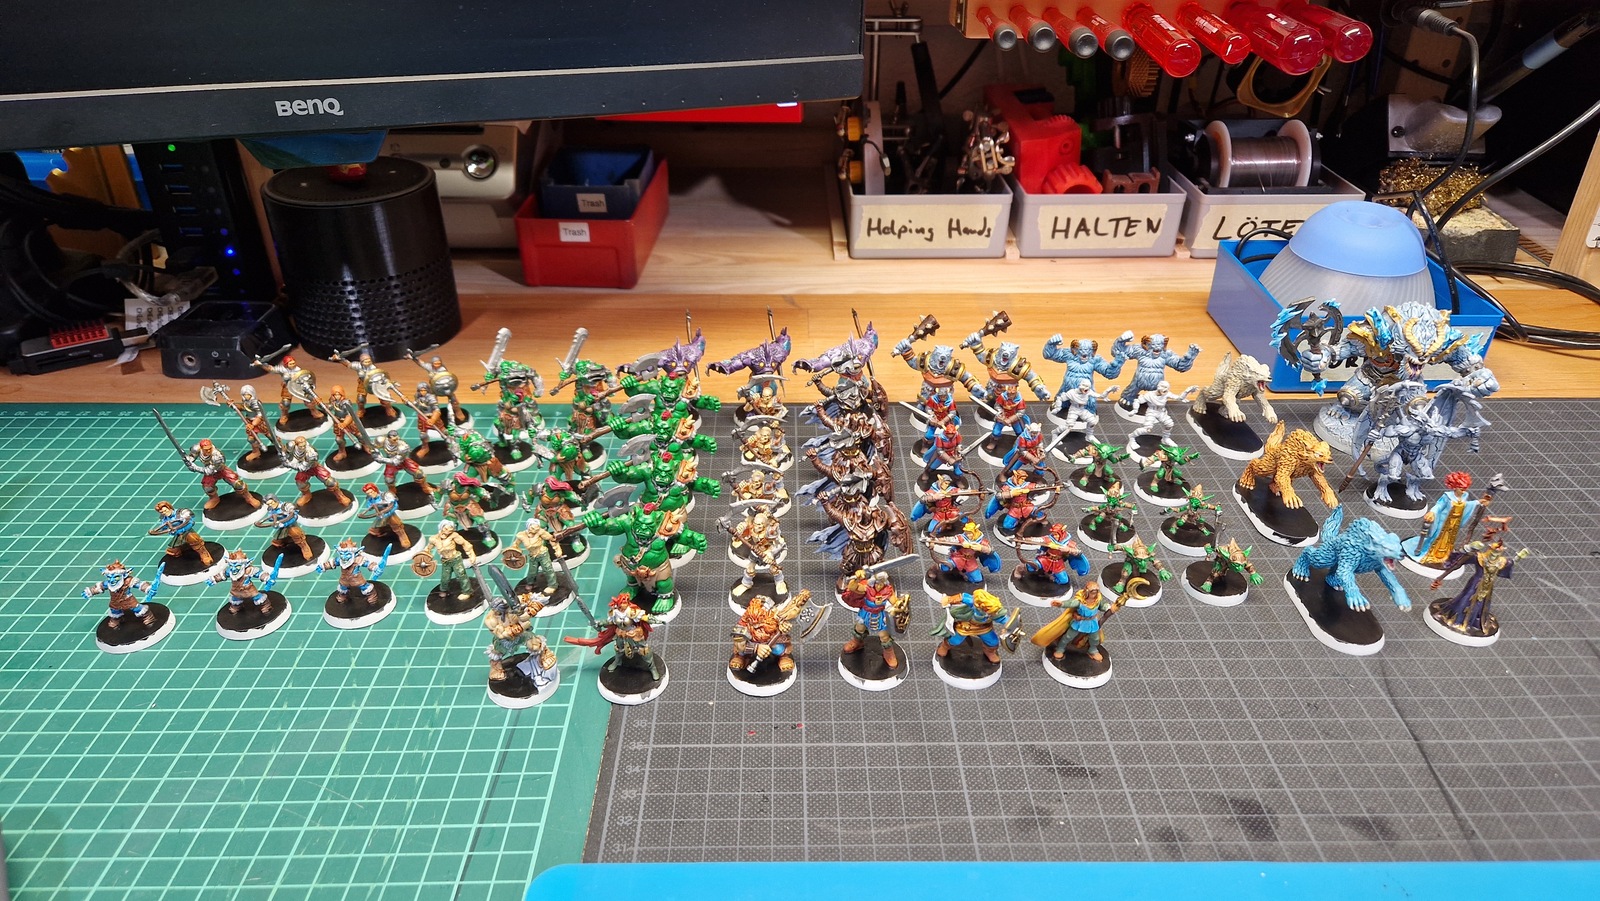 BenQ
Trash
Trash
Helping Hands
HALTEN
LÖTE